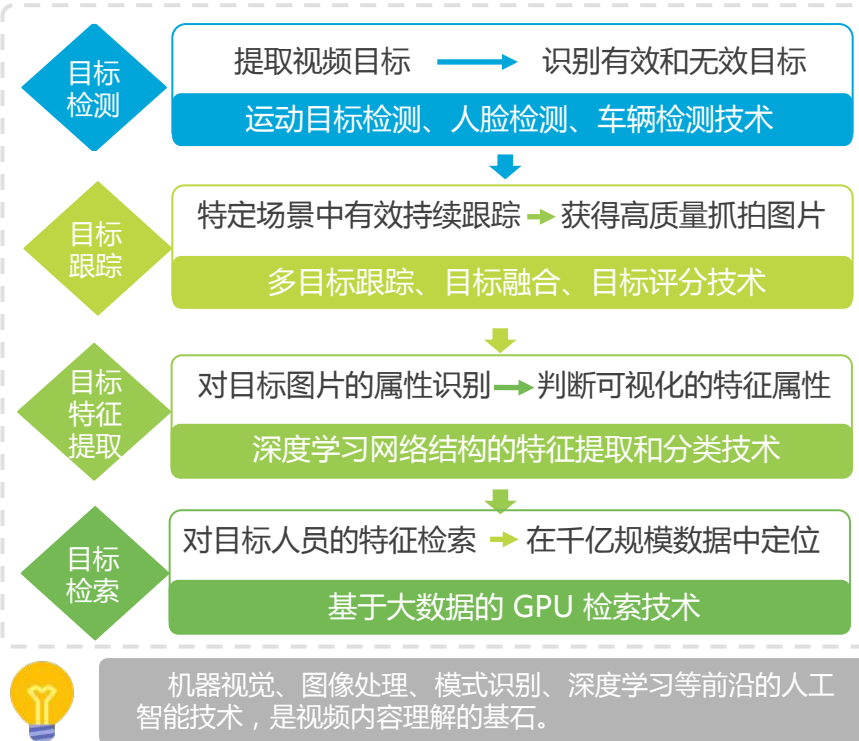 目标
检测
提取视频目标 识别有效和无效目标
运动目标检测、人脸检测、车辆检测技术
目标
跟踪
特定场景中有效持续跟踪 获得高质量抓拍图片
多目标跟踪、目标融合、目标评分技术
目标
特征
提取
对目标图片的属性识别 判断可视化的特征属性
深度学习网络结构的特征提取和分类技术
目标
检索
对目标人员的特征检索 在千亿规模数据中定位
基于大数据的 GPU 检索技术
机器视觉、图像处理、模式识别、深度学习等前沿的人工
智能技术，是视频内容理解的基石。